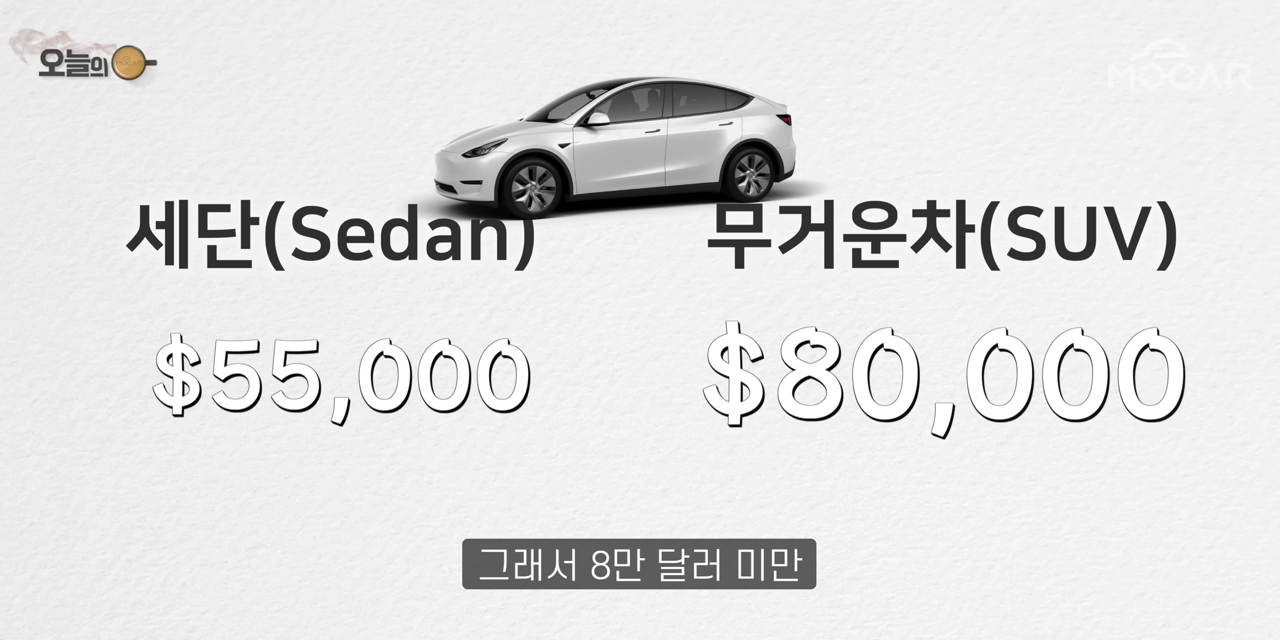 오늘의
MOCAR
세단(Sedan)
무거운차(SUV)
$55,000
$80,000
그래서 8만 달러 미만